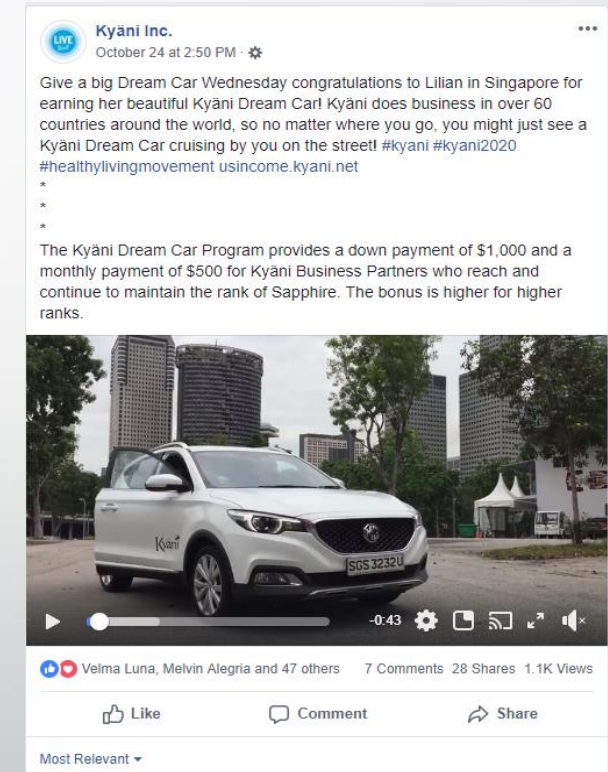 LIVE
Kyäni Inc.
October 24 at 2:50 PM ·
Give a big Dream Car Wednesday congratulations to Lilian in Singapore for
earning her beautiful Kyäni Dream Car! Kyäni does business in over 60
countries around the world, so no matter where you go, you might just see a
Kyäni Dream Car cruising by you on the street! #kyani #kyani2020
#healthylivingmovement usincome.kyani.net
*
*
*
The Kyäni Dream Car Program provides a down payment of $1,000 and a
monthly payment of $500 for Kyäni Business Partners who reach and
continue to maintain the rank of Sapphire. The bonus is higher for higher
ranks.
Kyäni
SGS3232U
-0:43
Velma Luna, Melvin Alegria and 47 others 7 Comments 28 Shares 1.1K Views
Like Comment Share
Most Relevant